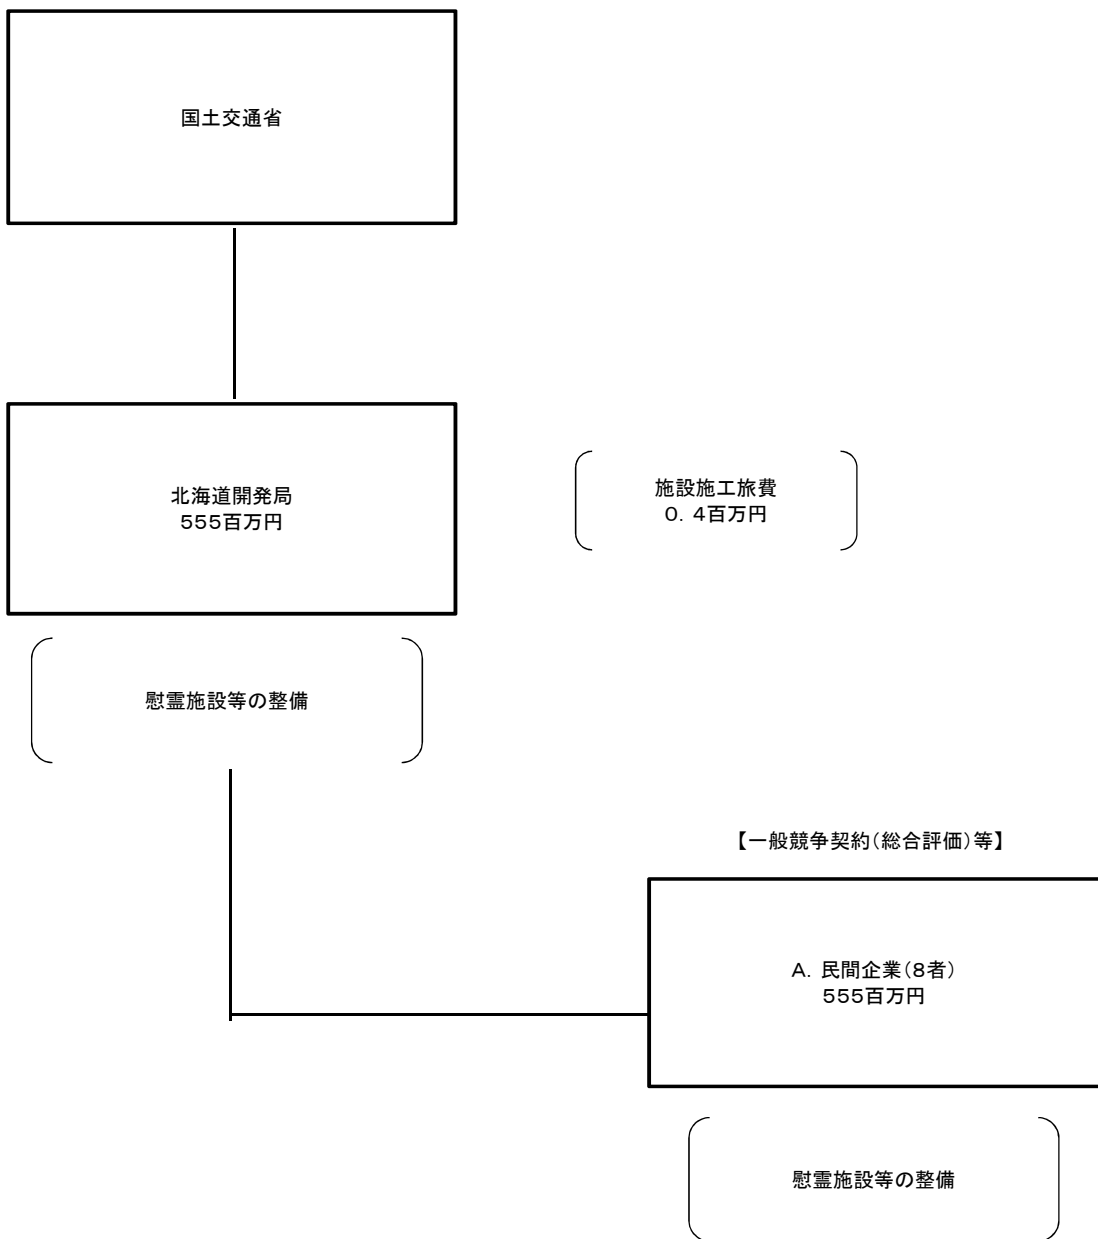 国土交通省
北海道開発局
555百万円
施設施工旅費
0．4百万円
慰霊施設等の整備
【一般競争契約(総合評価)等】
A．民間企業(8者)
555百万円
慰霊施設等の整備